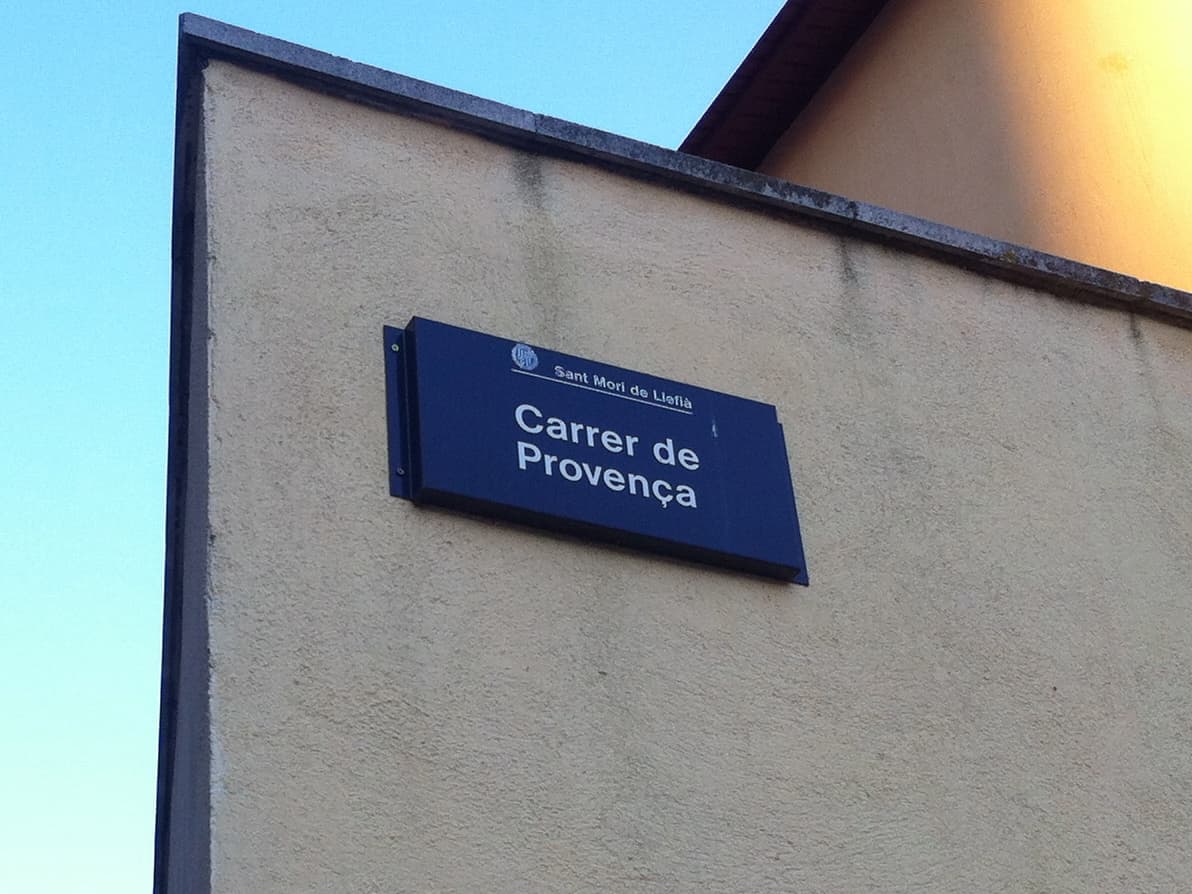 Sant Mori de Llefià
Carrer de
Provença